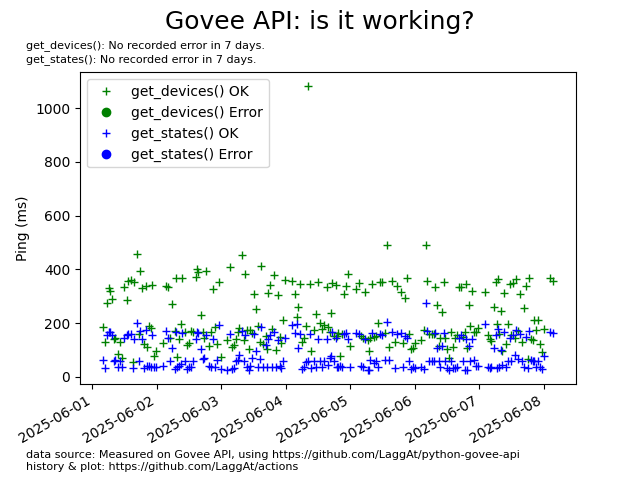 Govee API: is it working?
get_devices(): No recorded error in 7 days.
get_states(): No recorded error in 7 days.
get_devices() OK
get_devices() Error
get_states() OK
get_states() Error
Ping (ms)
1000
800
600
400
200
0
2025-06-01
2025-06-02
2025-06-03
2025-06-04
2025-06-05
2025-06-06
2025-06-07
2025-06-08
data source: Measured on Govee API, using https://github.com/LaggAt/python-govee-api
history & plot: https://github.com/LaggAt/actions